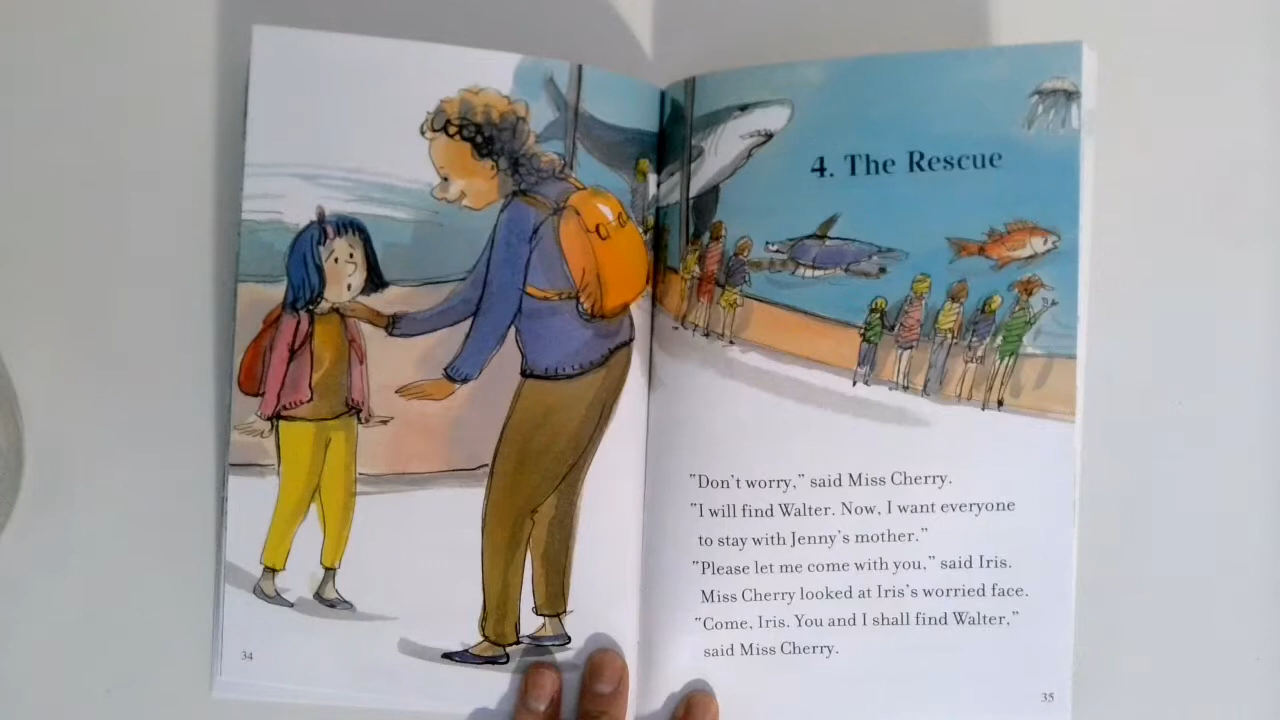 34
4. The Rescue
"Don't worry," said Miss Cherry.
"I will find Walter. Now, I want everyone
to stay with Jenny's mother."
"Please let me come with you," said Iris.
Miss Cherry looked at Iris's worried face.
"Come, Iris. You and I shall find Walter,"
said Miss Cherry.
35